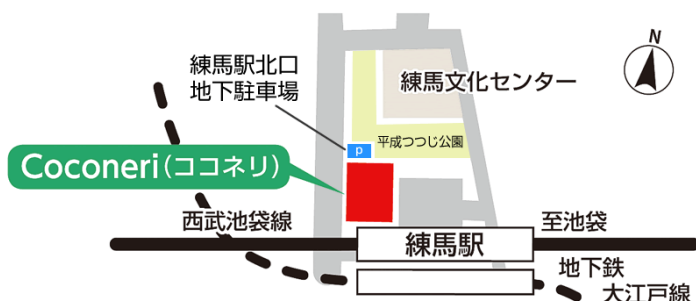 N
練馬駅北口
地下駐車場
練馬文化センター
平成つつじ公園
P
Coconeri(ココネリ)
西武池袋線
練馬駅
至池袋
地下鉄
大江戸線